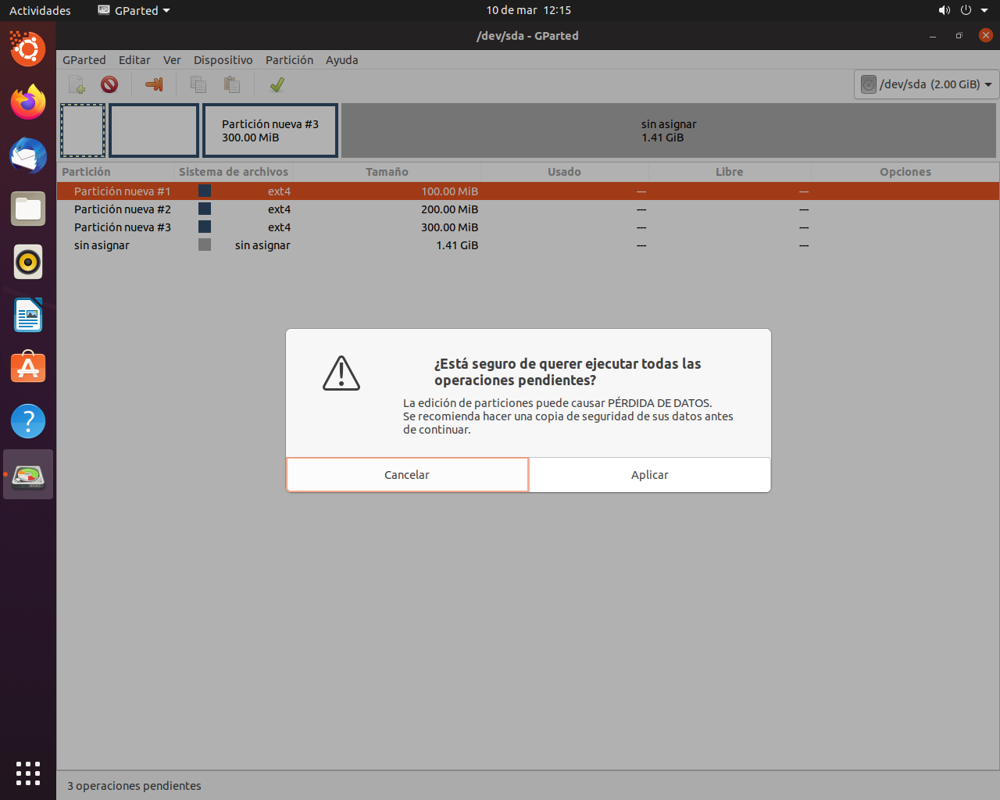 Actividades GParted 10 de mar 12:15
/dev/sda - GParted
GParted Editar Ver Dispositivo Partición Ayuda
/dev/sda (2.00 GiB)
Partición nueva #3
300.00 MiB
sin asignar
1.41 GiB
Partición Sistema de archivos Tamaño Usado Libre Opciones
Partición nueva #1 ext4 100.00 MiB --- ---
Partición nueva #2 ext4 200.00 MiB --- ---
Partición nueva #3 ext4 300.00 MiB --- ---
sin asignar sin asignar 1.41 GiB --- ---
¿Está seguro de querer ejecutar todas las
operaciones pendientes?
La edición de particiones puede causar PÉRDIDA DE DATOS.
Se recomienda hacer una copia de seguridad de sus datos antes
de continuar.
Cancelar Aplicar
3 operaciones pendientes